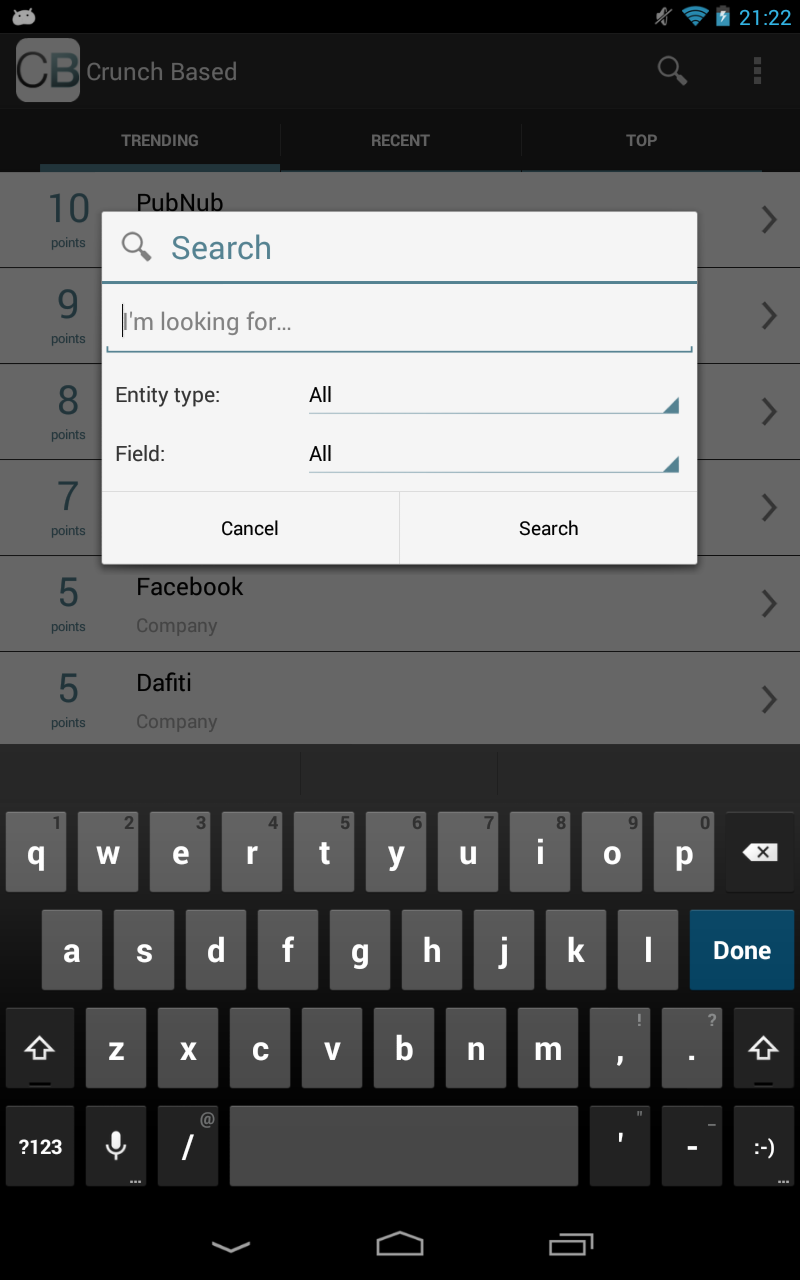 21:22
CB Crunch Based
TRENDING RECENT TOP
10 PubNub
points
Search
9
points
I'm looking for...
8
points
Entity type: All
Field: All
7
points
Cancel Search
5 Facebook
points Company
5 Dafiti
points Company
1 2 3 4 5 6 7 8 9 0
q w e r t y u i o p
a s d f g h j k l Done
! ?
z x c v b n m , .
@ " _
?123 / ' - :-)
... ...